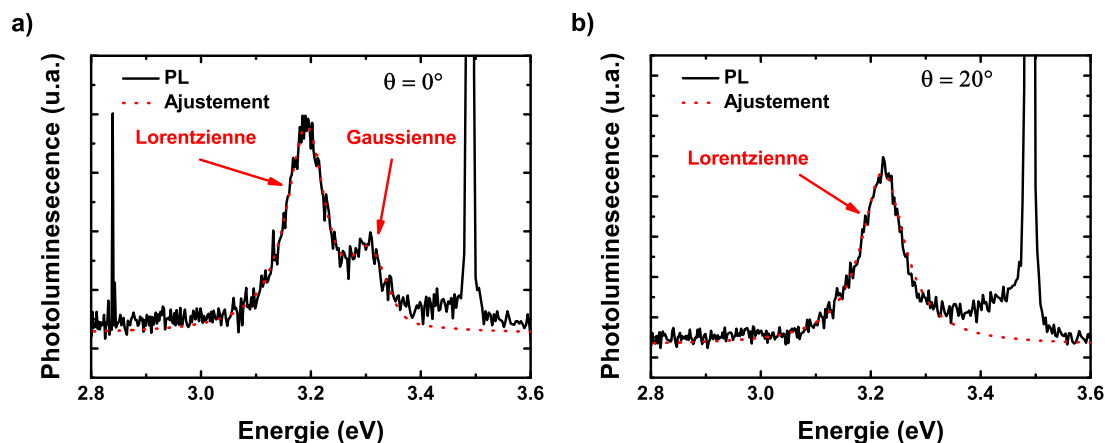 a)
Photoluminesecence (u.a.)
PL
Ajustement
θ = 0°
Lorentzienne
Gaussienne
2.8 3.0 3.2 3.4 3.6
Energie (eV)
b)
Photoluminesecence (u.a.)
PL
Ajustement
θ = 20°
Lorentzienne
2.8 3.0 3.2 3.4 3.6
Energie (eV)